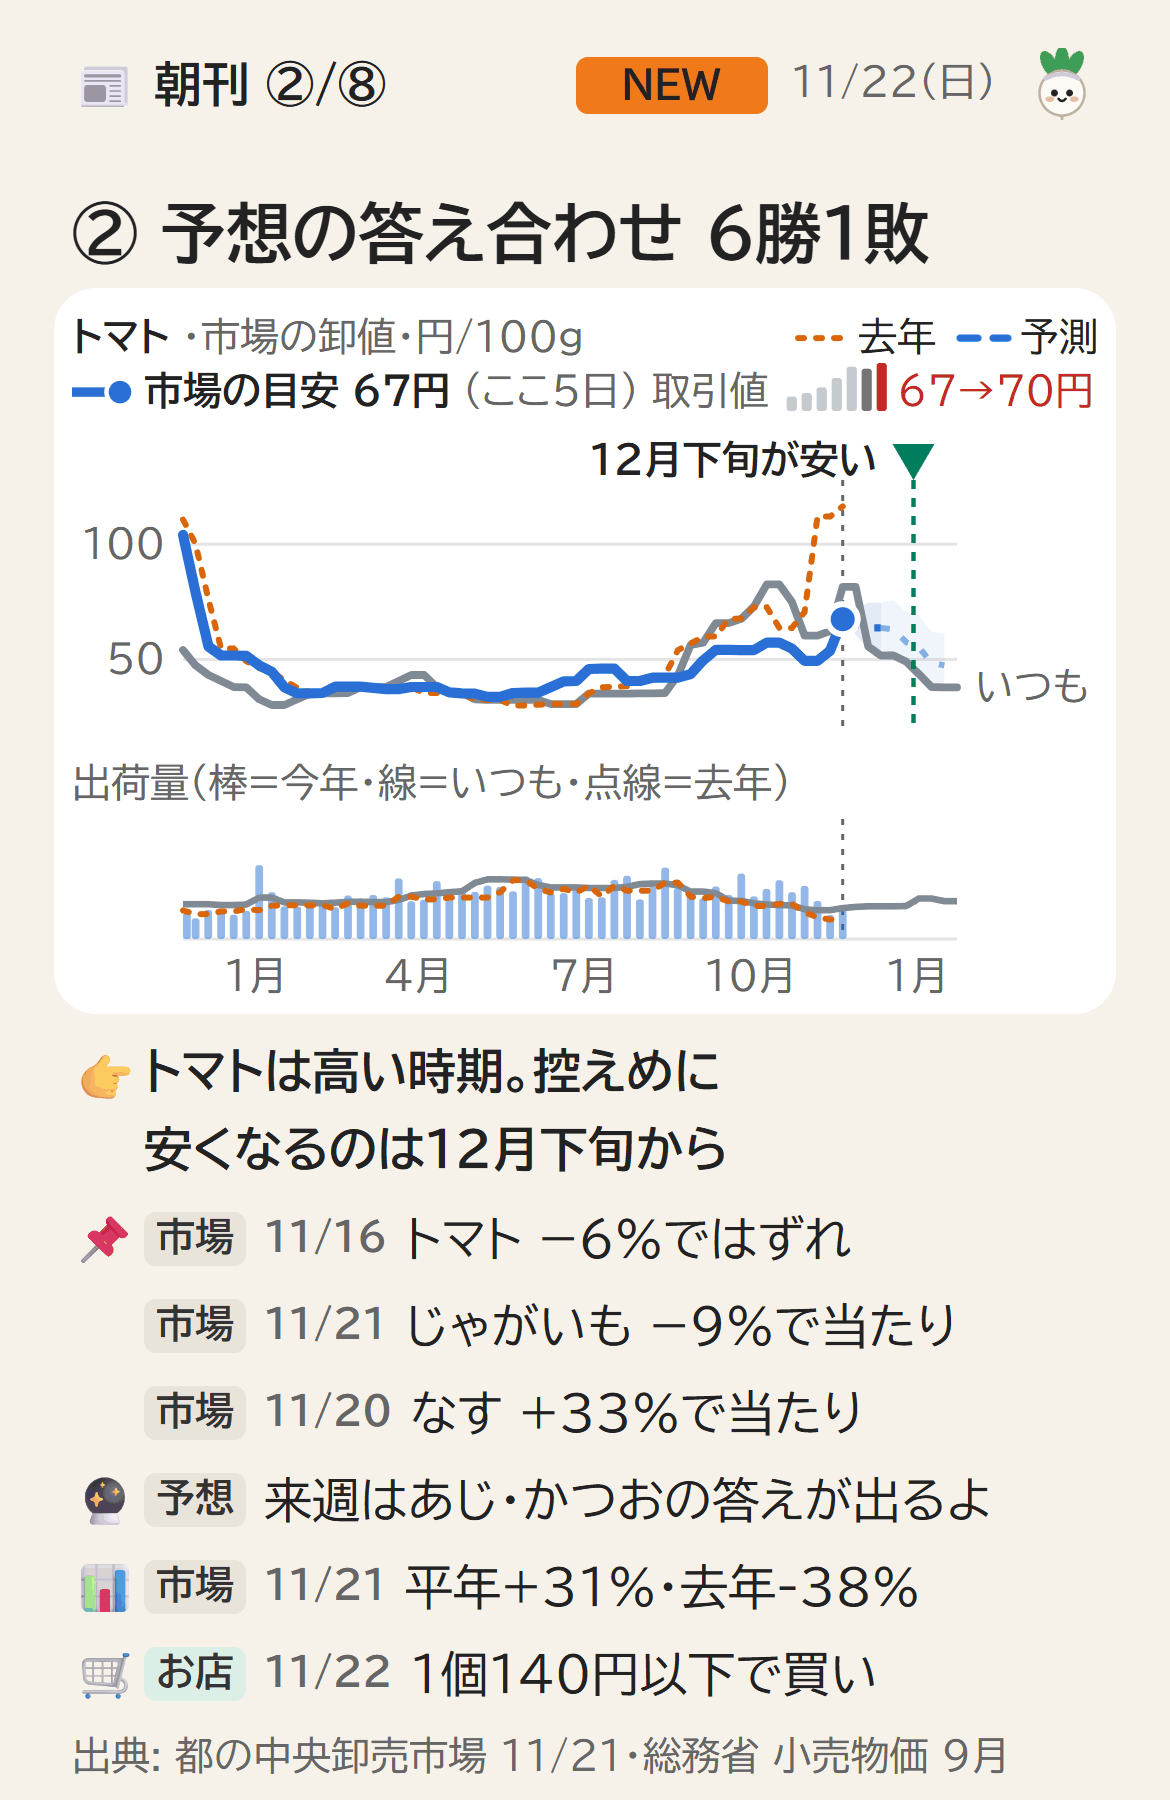 朝刊 ②/⑧ NEW 11/22(日)
② 予想の答え合わせ 6勝1敗
トマト ・市場の卸値・円/100g 去年 予測
市場の目安 67円 (ここ5日) 取引値 67→70円
12月下旬が安い
100
50
いつも
出荷量(棒=今年・線=いつも・点線=去年)
1月 4月 7月 10月 1月
トマトは高い時期。控えめに
安くなるのは12月下旬から
市場 11/16 トマト −6%ではずれ
市場 11/21 じゃがいも −9%で当たり
市場 11/20 なす +33%で当たり
予想 来週はあじ・かつおの答えが出るよ
市場 11/21 平年+31%・去年-38%
お店 11/22 1個140円以下で買い
出典: 都の中央卸売市場 11/21・総務省 小売物価 9月